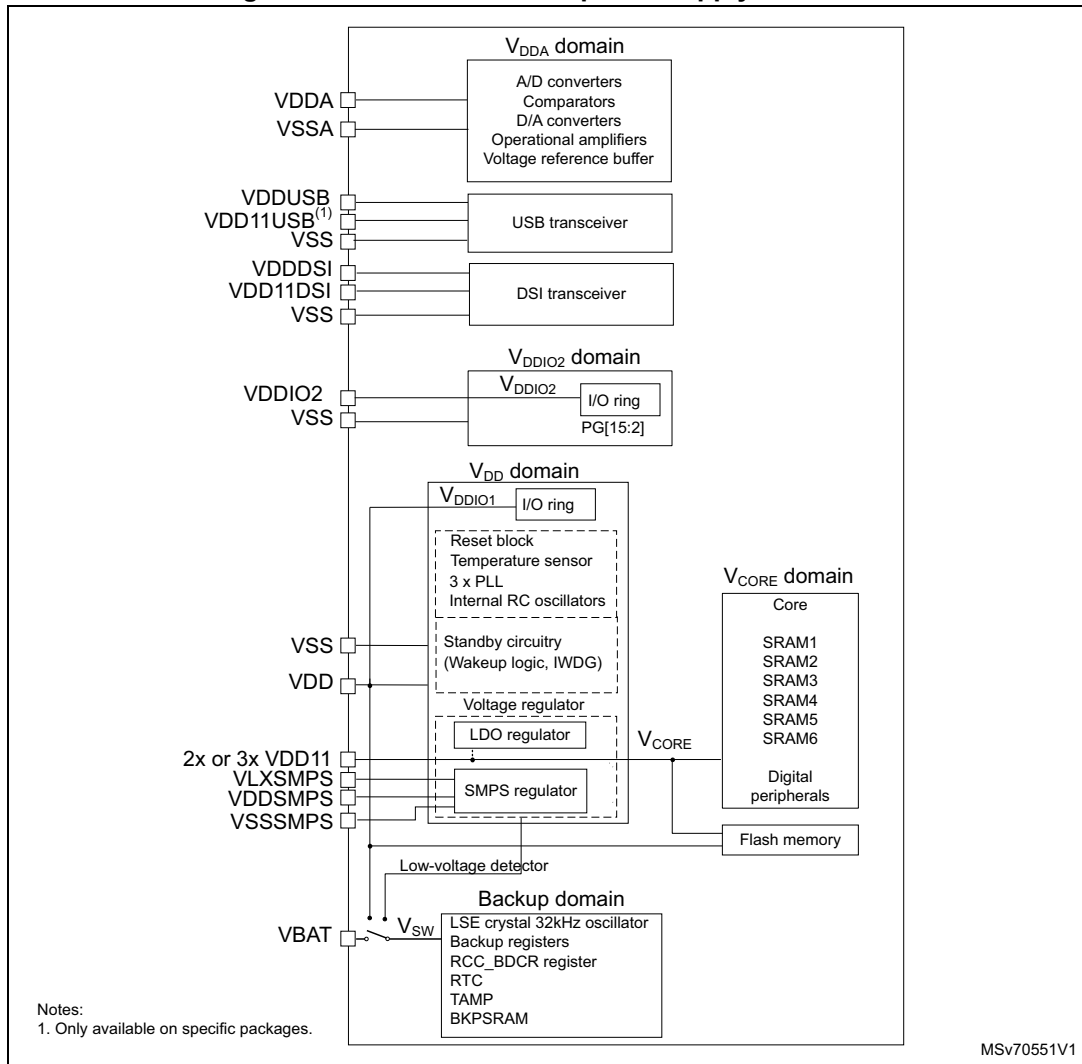 V_DDA domain
A/D converters
Comparators
D/A converters
Operational amplifiers
Voltage reference buffer
VDDA
VSSA
VDDUSB
VDD11USB(1)
VSS
USB transceiver
VDDDSI
VDD11DSI
VSS
DSI transceiver
VDDIO2 domain
VDDIO2
VSS
VDDIO2
I/O ring
PG[15:2]
VDD domain
VDDIO1
I/O ring
Reset block
Temperature sensor
3 x PLL
Internal RC oscillators
Standby circuitry
(Wakeup logic, IWDG)
VSS
VDD
Voltage regulator
LDO regulator
2x or 3x VDD11
VLXSMPS
VDDSMPS
VSSSMPS
SMPS regulator
VCORE
VCORE domain
Core
SRAM1
SRAM2
SRAM3
SRAM4
SRAM5
SRAM6
Digital
peripherals
Flash memory
Low-voltage detector
Backup domain
VBAT
VSW
LSE crystal 32kHz oscillator
Backup registers
RCC_BDCR register
RTC
TAMP
BKPSRAM
Notes:
1. Only available on specific packages.
MSv70551V1